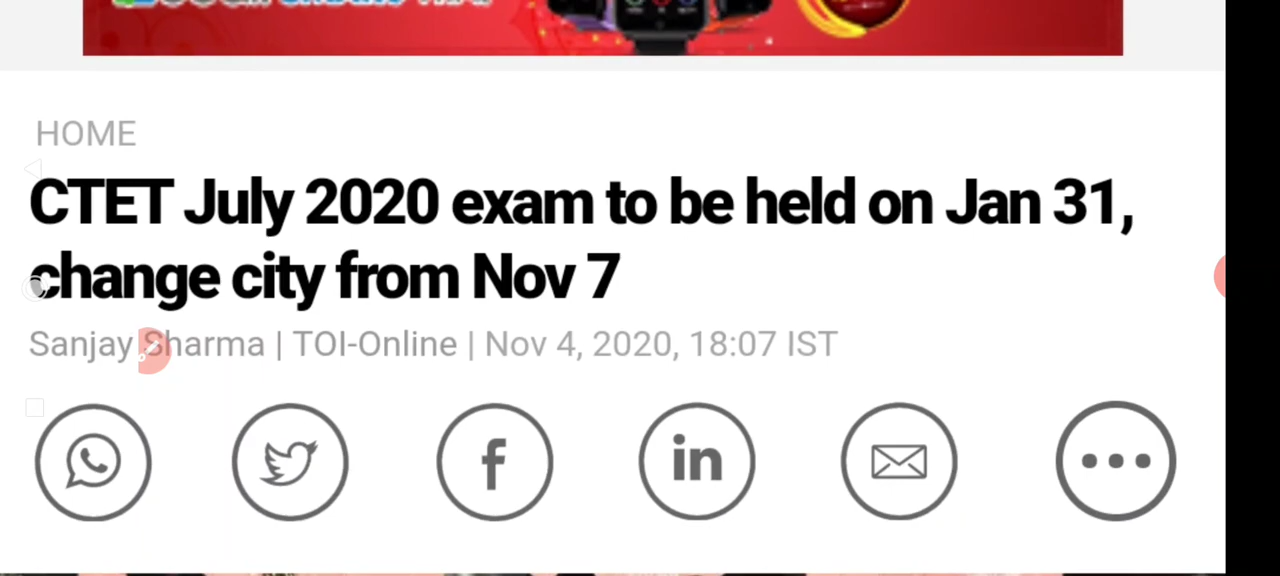 HOME
CTET July 2020 exam to be held on Jan 31,
change city from Nov 7
Sanjay Sharma | TOI-Online | Nov 4, 2020, 18:07 IST